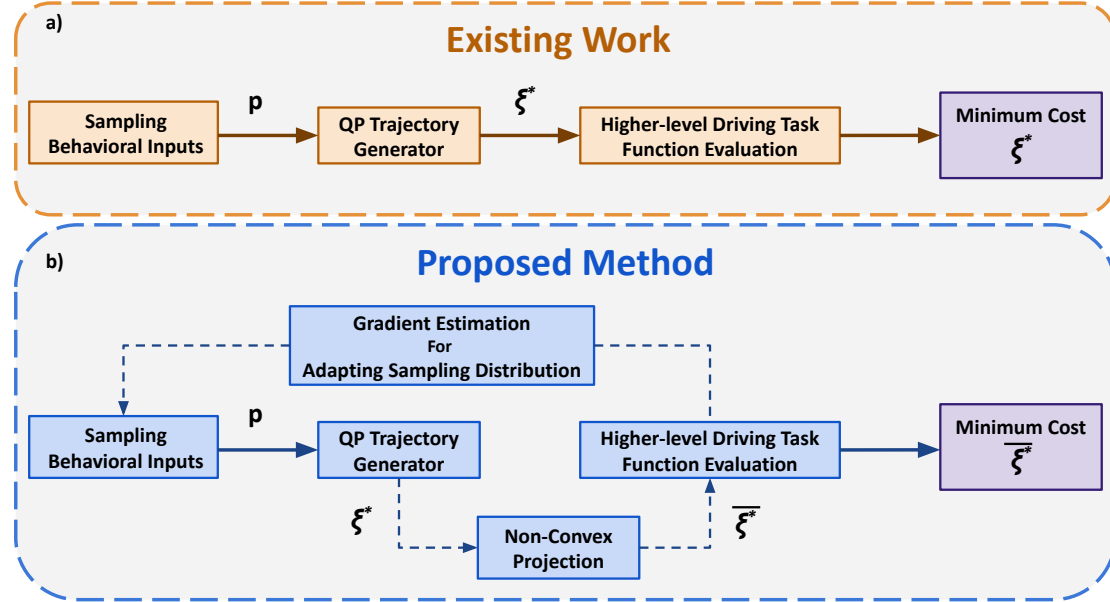 a)
Existing Work
Sampling
Behavioral Inputs
p
QP Trajectory
Generator
ξ*
Higher-level Driving Task
Function Evaluation
Minimum Cost
ξ*
b)
Proposed Method
Gradient Estimation
For
Adapting Sampling Distribution
Sampling
Behavioral Inputs
p
QP Trajectory
Generator
ξ*
Non-Convex
Projection
ξ̅*
Higher-level Driving Task
Function Evaluation
Minimum Cost
ξ̅*